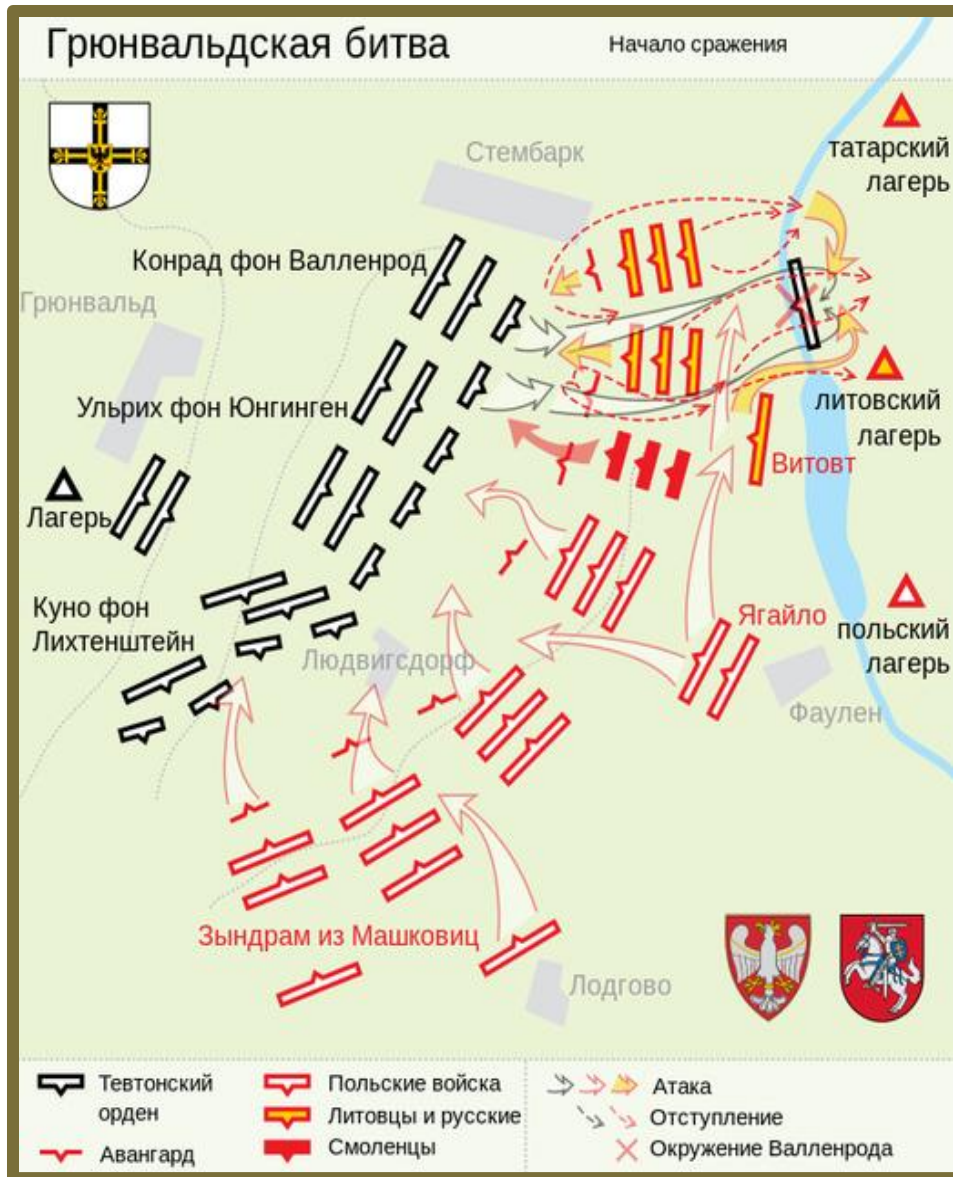 Грюнвальдская битва
Начало сражения
татарский
лагерь
Стембарк
Конрад фон Валленрод
Грюнвальд
Ульрих фон Юнгинген
литовский
лагерь
Витовт
Лагерь
Куно фон
Лихтенштейн
Ягайло
польский
лагерь
Людвигсдорф
Фаулен
Зындрам из Машковиц
Лодгово
Тевтонский
орден
Авангард
Польские войска
Литовцы и русские
Смоленцы
Атака
Отступление
Окружение Валленрода